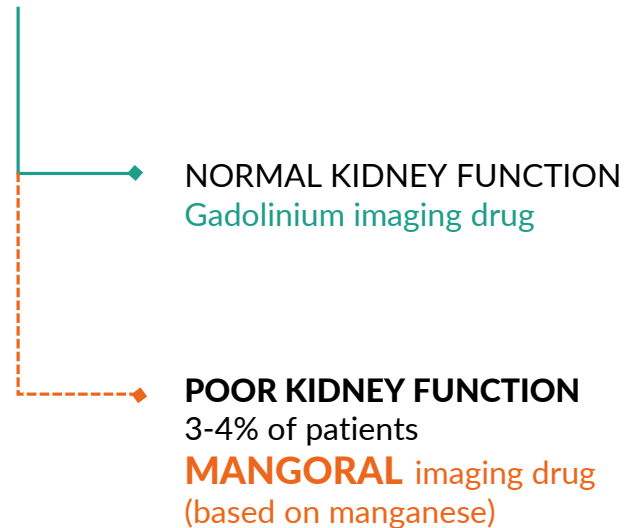 NORMAL KIDNEY FUNCTION
Gadolinium imaging drug
POOR KIDNEY FUNCTION
3-4% of patients
MANGORAL imaging drug
(based on manganese)